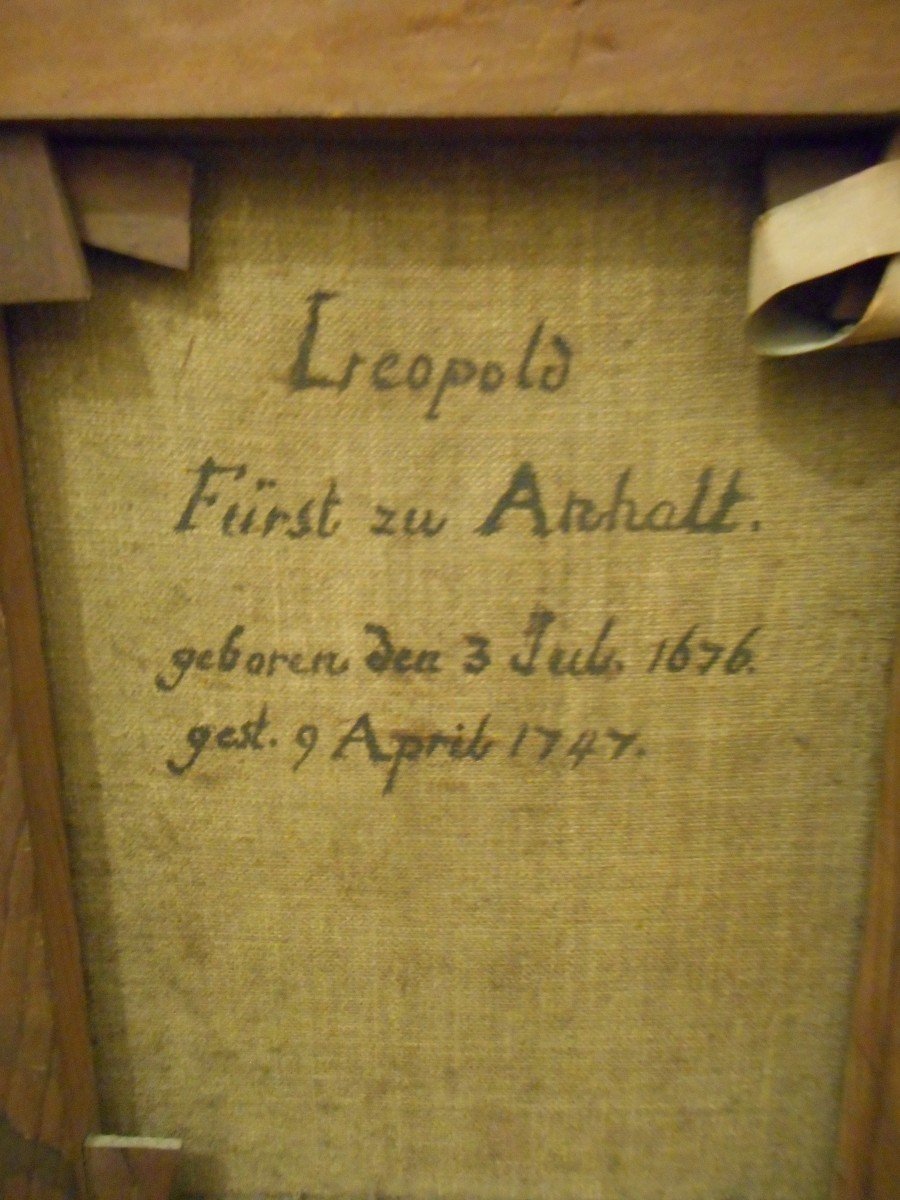 Leopold
Fürst zu Anhalt.
geboren den 3 Jul. 1676.
gest. 9 April 1747.